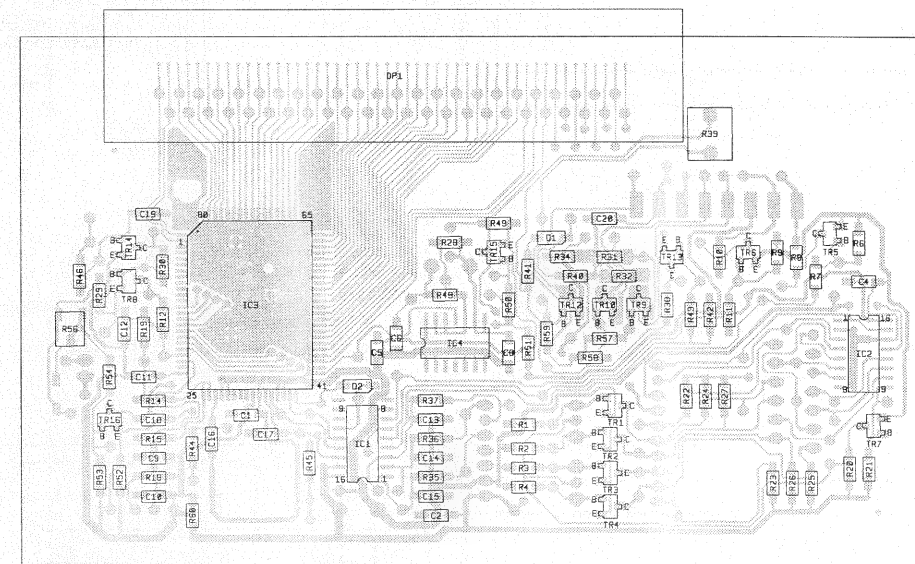 DP1
R39
C19
80
65
1
R49
C20
D1
E
B
TR14
C
E
R28
TR15
R34
R31
TR13
R10
TR6
R9
R8
TR5
R6
R46
R30
R41
R40
R32
R7
C4
R29
TR8
IC3
R48
R50
TR12
TR10
TR9
R43
R42
R11
R56
C12
R19
R12
C6
R59
R57
16
C5
IC4
R51
R58
IC2
R54
C11
25
41
D2
R22
R24
R27
9
R14
R37
TR1
TR16
C1
C13
R1
TR7
R15
C16
C17
IC1
R36
TR2
C9
R44
R45
C14
R2
R53
R52
R18
16
1
R35
R3
TR3
R23
R26
R25
R20
R21
C10
C15
R4
R60
C2
TR4